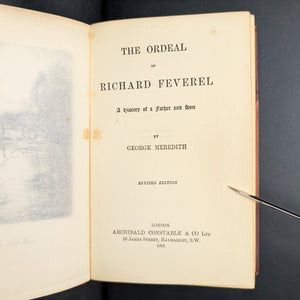 THE ORDEAL
OF
RICHARD FEVEREL
A History of a Father and Son
BY
GEORGE MEREDITH
REVISED EDITION
LONDON
ARCHIBALD CONSTABLE & CO Ltd
16 JAMES STREET, HAYMARKET, S.W.